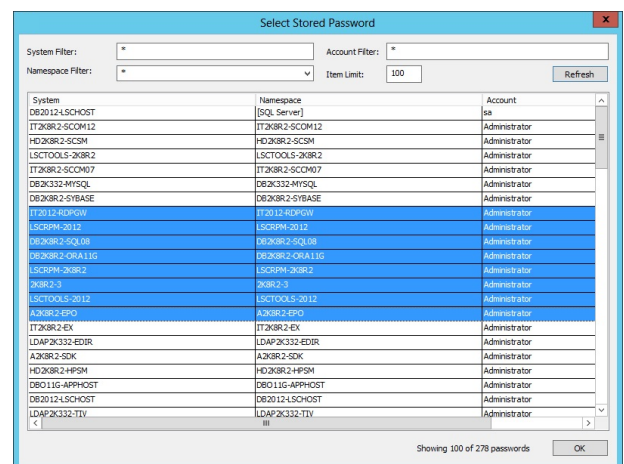 Select Stored Password
x
System Filter: * Account Filter: *
Namespace Filter: * Item Limit: 100 Refresh
System Namespace Account
DB2012-LSCHOST [SQL Server] sa
IT2K8R2-SCOM12 IT2K8R2-SCOM12 Administrator
HD2K8R2-SCSM HD2K8R2-SCSM Administrator
LSCTOOLS-2K8R2 LSCTOOLS-2K8R2 Administrator
IT2K8R2-SCCM07 IT2K8R2-SCCM07 Administrator
DB2K332-MYSQL DB2K332-MYSQL Administrator
DB2K8R2-SYBASE DB2K8R2-SYBASE Administrator
IT2012-RDPGW IT2012-RDPGW Administrator
LSCRPM-2012 LSCRPM-2012 Administrator
DB2K8R2-SQL08 DB2K8R2-SQL08 Administrator
DB2K8R2-ORA11G DB2K8R2-ORA11G Administrator
LSCRPM-2K8R2 LSCRPM-2K8R2 Administrator
2K8R2-3 2K8R2-3 Administrator
LSCTOOLS-2012 LSCTOOLS-2012 Administrator
A2K8R2-EPO A2K8R2-EPO Administrator
IT2K8R2-EX IT2K8R2-EX Administrator
LDAP2K332-EDIR LDAP2K332-EDIR Administrator
A2K8R2-SDK A2K8R2-SDK Administrator
HD2K8R2-HPSM HD2K8R2-HPSM Administrator
DBO11G-APPHOST DBO11G-APPHOST Administrator
DB2012-LSCHOST DB2012-LSCHOST Administrator
LDAP2K332-TIV LDAP2K332-TIV Administrator
Showing 100 of 278 passwords OK